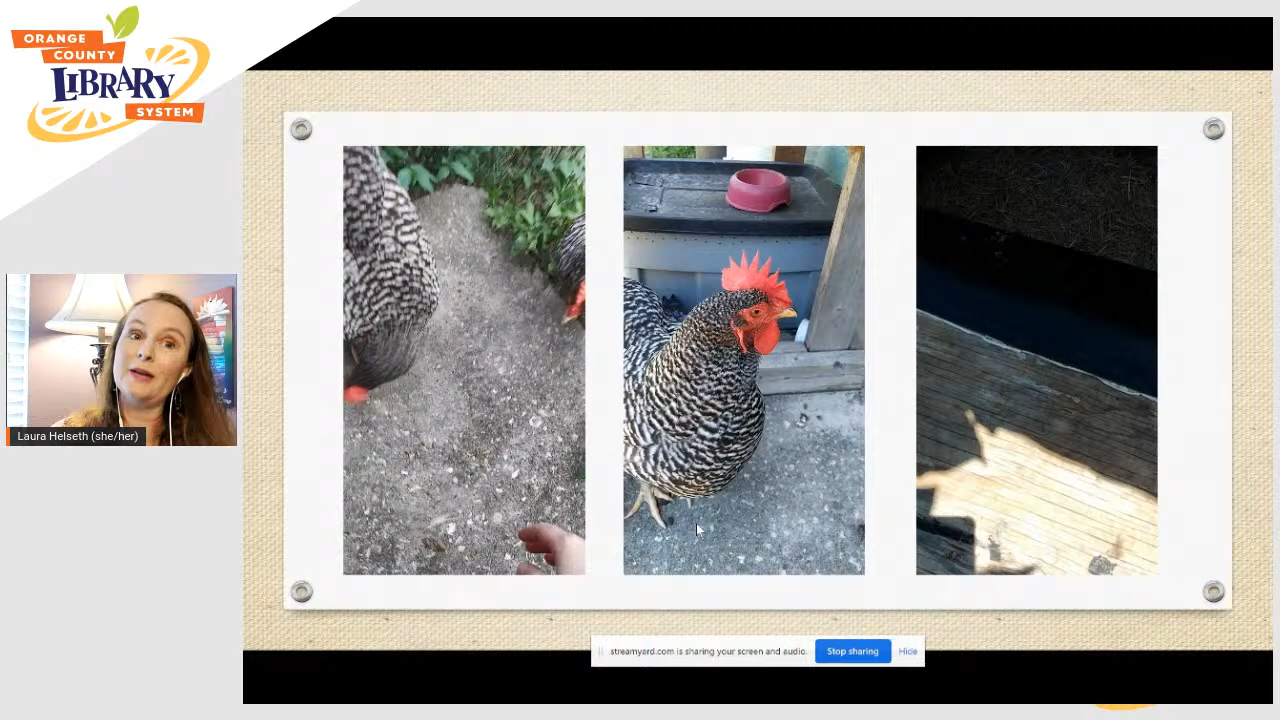 ORANGE
COUNTY
LIBRARY
SYSTEM
Laura Helseth (she/her)
streamyard.com is sharing your screen and audio.
Stop sharing
Hide